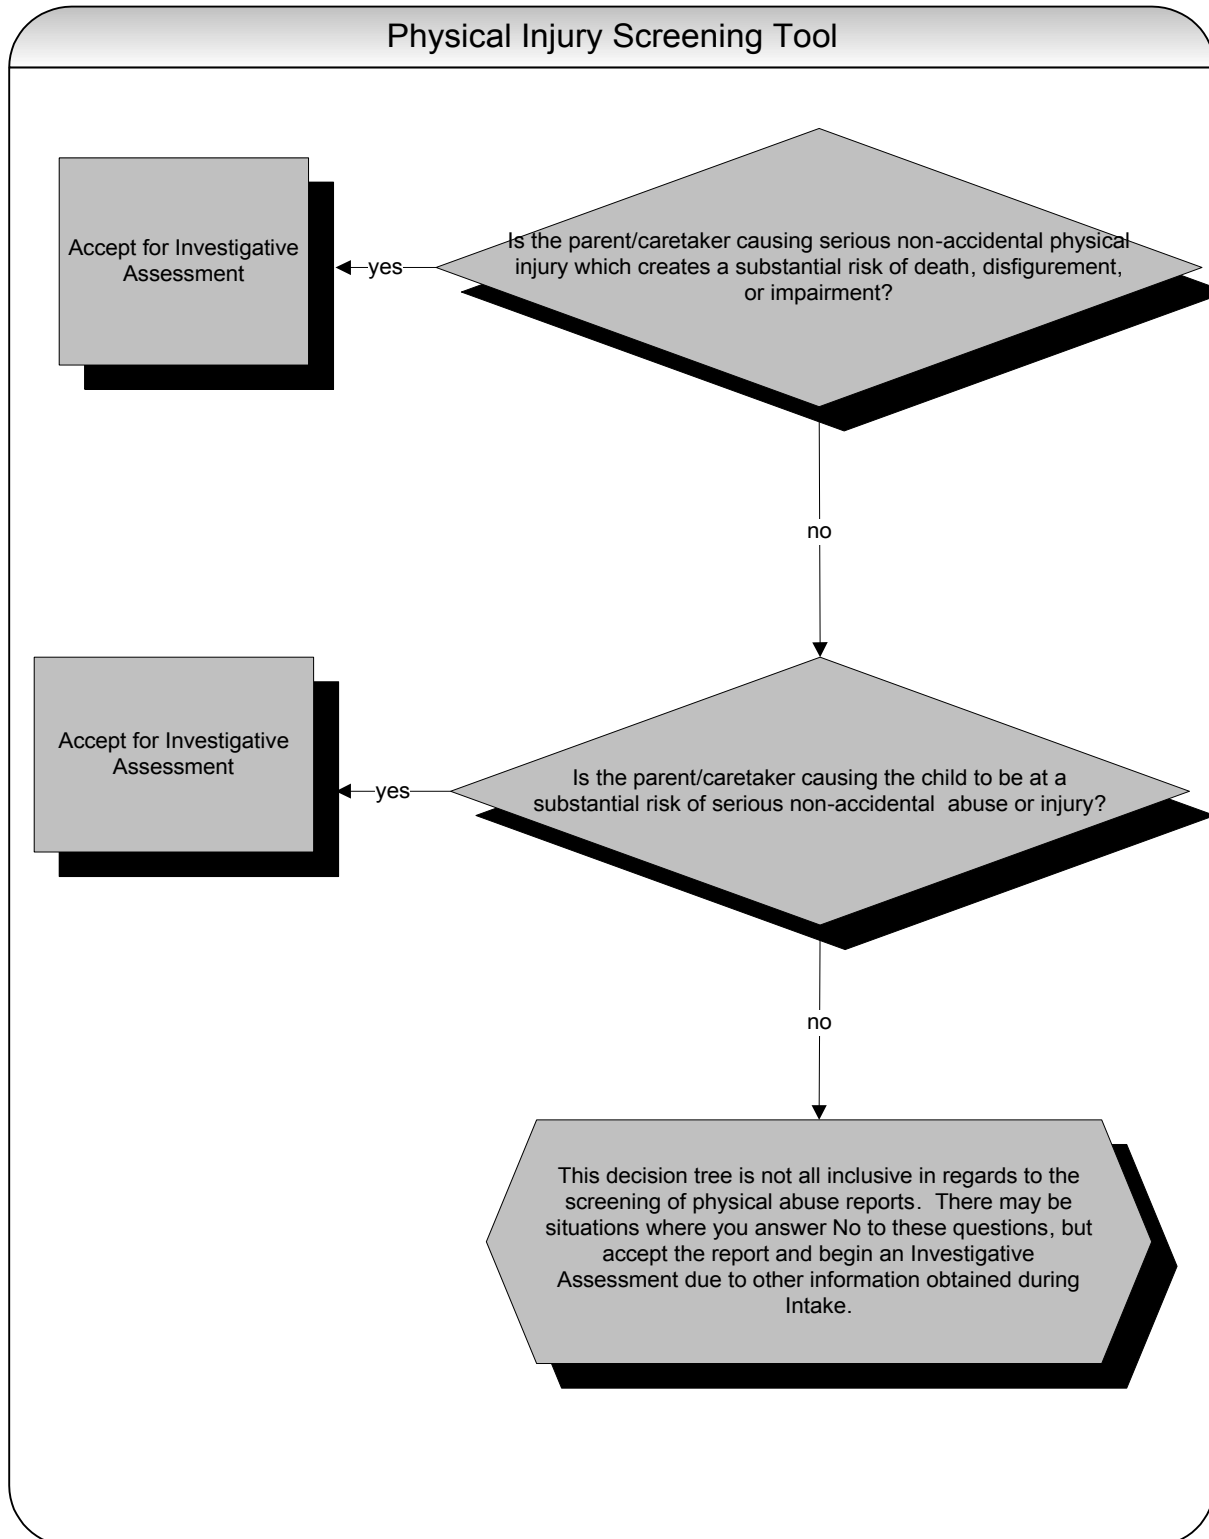 Physical Injury Screening Tool
Accept for Investigative
Assessment
yes
Is the parent/caretaker causing serious non-accidental physical
injury which creates a substantial risk of death, disfigurement,
or impairment?
no
Accept for Investigative
Assessment
yes
Is the parent/caretaker causing the child to be at a
substantial risk of serious non-accidental  abuse or injury?
no
This decision tree is not all inclusive in regards to the
screening of physical abuse reports.  There may be
situations where you answer No to these questions, but
accept the report and begin an Investigative
Assessment due to other information obtained during
Intake.